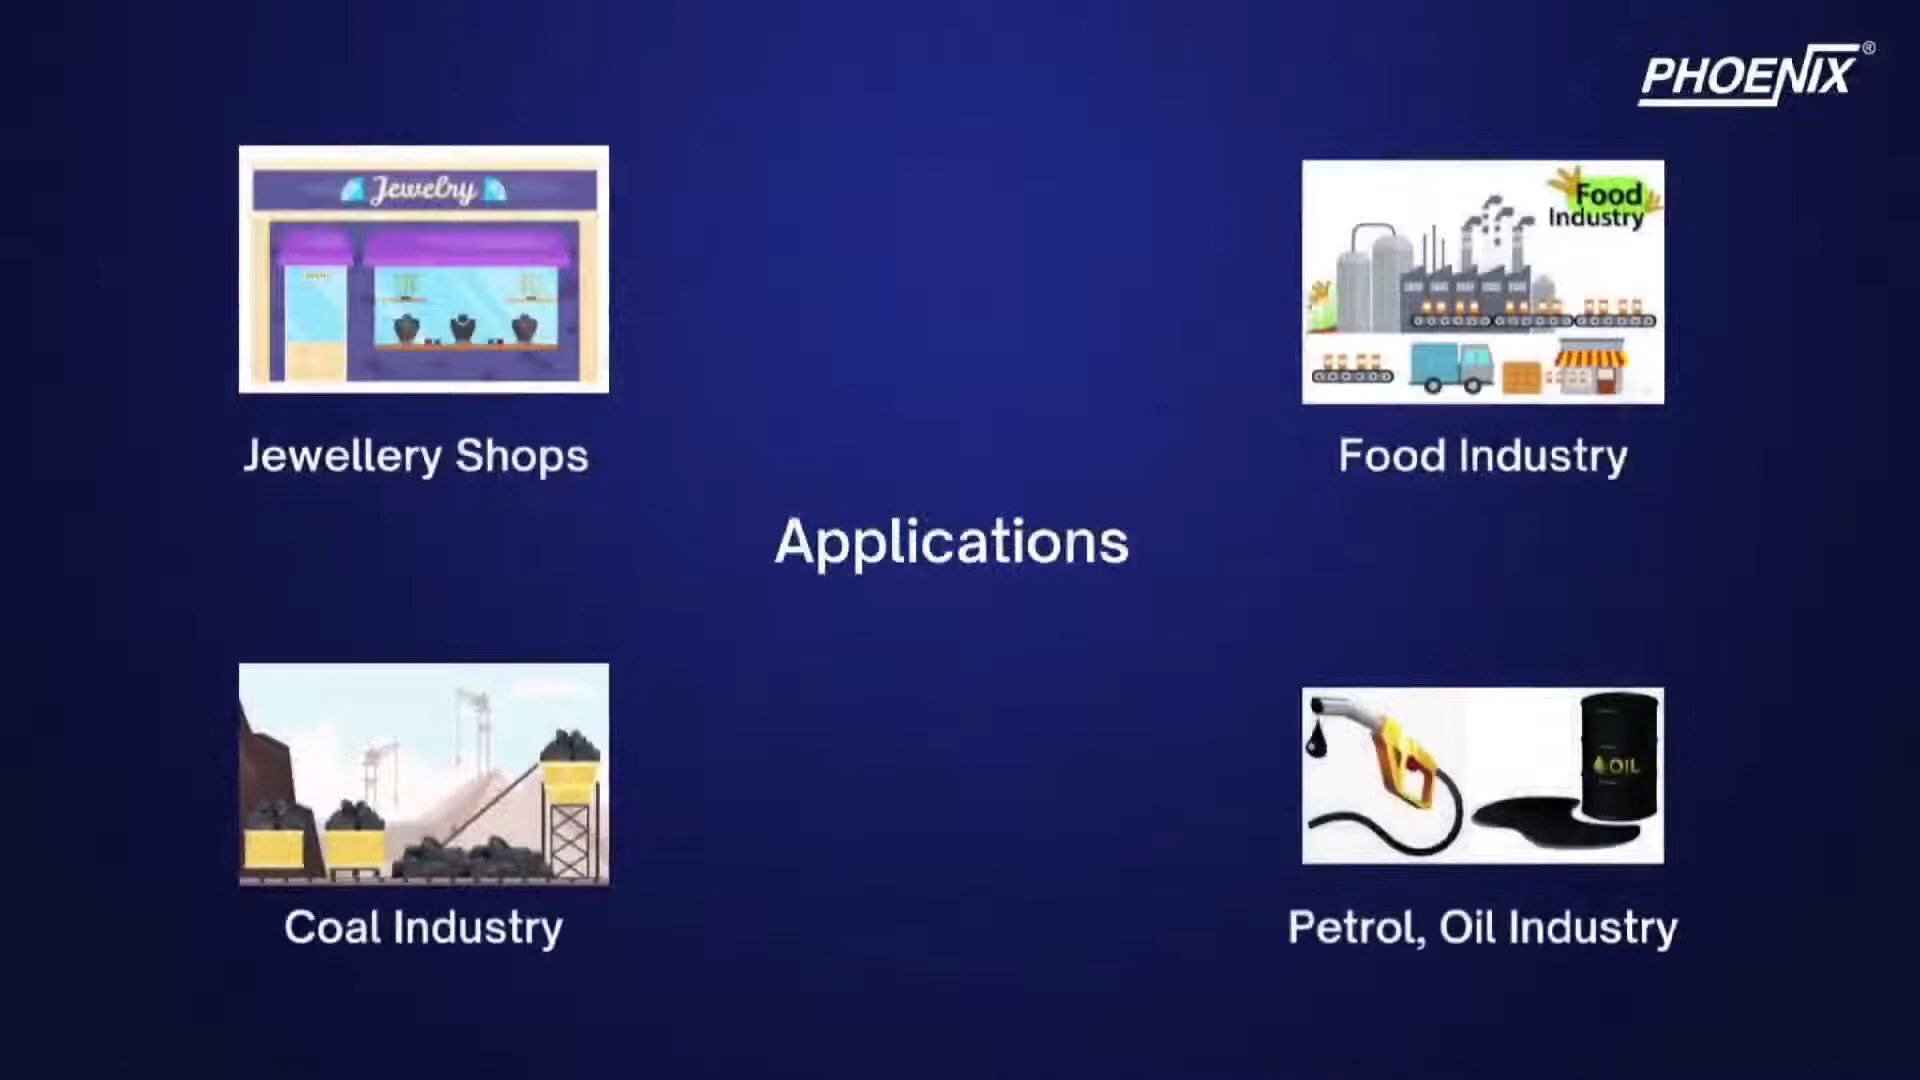 PHOENIX®
Jewelry
Food
Industry
Jewellery Shops
Food Industry
Applications
OIL
Coal Industry
Petrol, Oil Industry